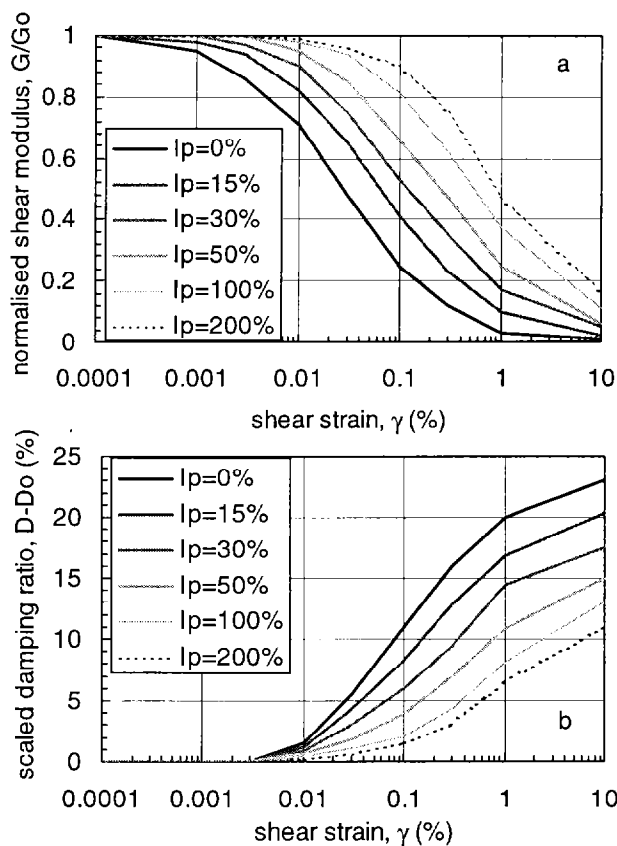 normalised shear modulus, G/Go
1
0.8
0.6
0.4
0.2
0
a
Ip=0%
Ip=15%
Ip=30%
Ip=50%
Ip=100%
Ip=200%
0.0001 0.001 0.01 0.1 1 10
shear strain, γ (%)
scaled damping ratio, D-Do (%)
25
20
15
10
5
0
Ip=0%
Ip=15%
Ip=30%
Ip=50%
Ip=100%
Ip=200%
b
0.0001 0.001 0.01 0.1 1 10
shear strain, γ (%)